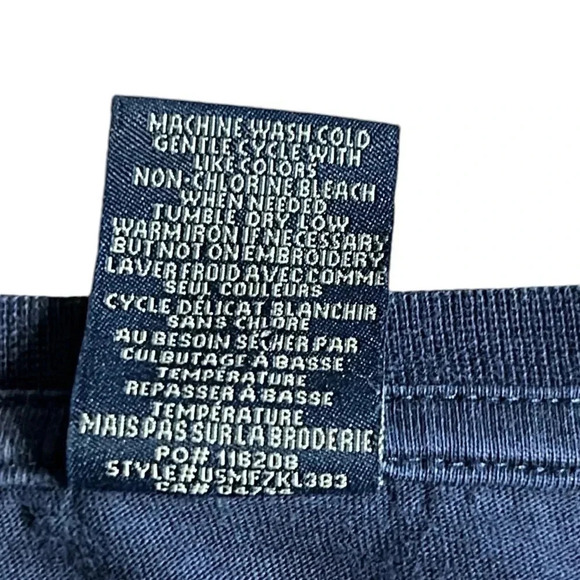 MACHINE WASH COLD
GENTLE CYCLE WITH
LIKE COLORS
NON-CHLORINE BLEACH
WHEN NEEDED
TUMBLE DRY LOW
WARM IRON IF NECESSARY
BUT NOT ON EMBROIDERY
LAVER FROID AVEC COMME
SEUL COULEURS
CYCLE DÉLICAT BLANCHIR
SANS CHLORE
AU BESOIN SÉCHER PAR
CULBUTAGE À BASSE
TEMPÉRATURE
REPASSER À BASSE
TEMPÉRATURE
MAIS PAS SUR LA BRODERIE
PO# 116208
STYLE#USMF7KL383